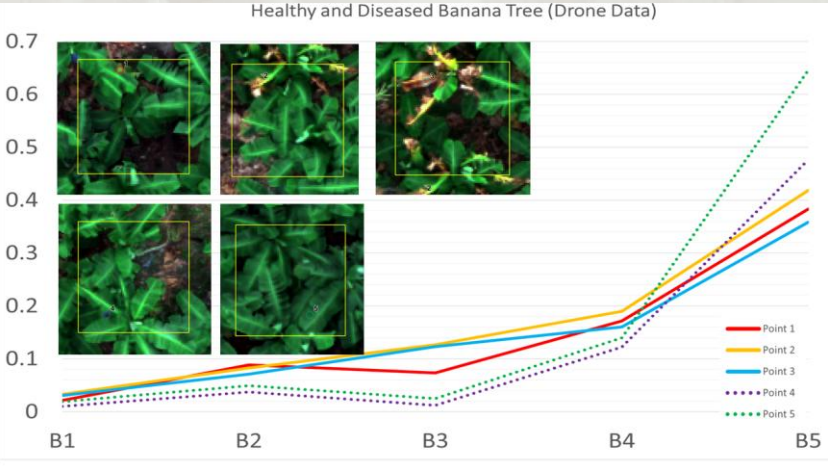 Healthy and Diseased Banana Tree (Drone Data)
0.7
0.6
0.5
0.4
0.3
0.2
0.1
0
B1 B2 B3 B4 B5
Point 1
Point 2
Point 3
Point 4
Point 5